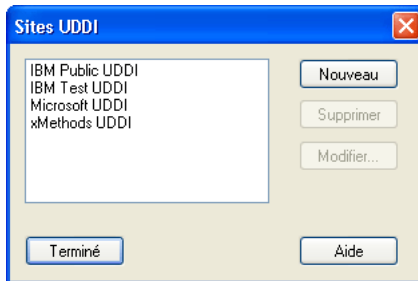 Sites UDDI
IBM Public UDDI
IBM Test UDDI
Microsoft UDDI
xMethods UDDI
Nouveau
Supprimer
Modifier...
Terminé
Aide